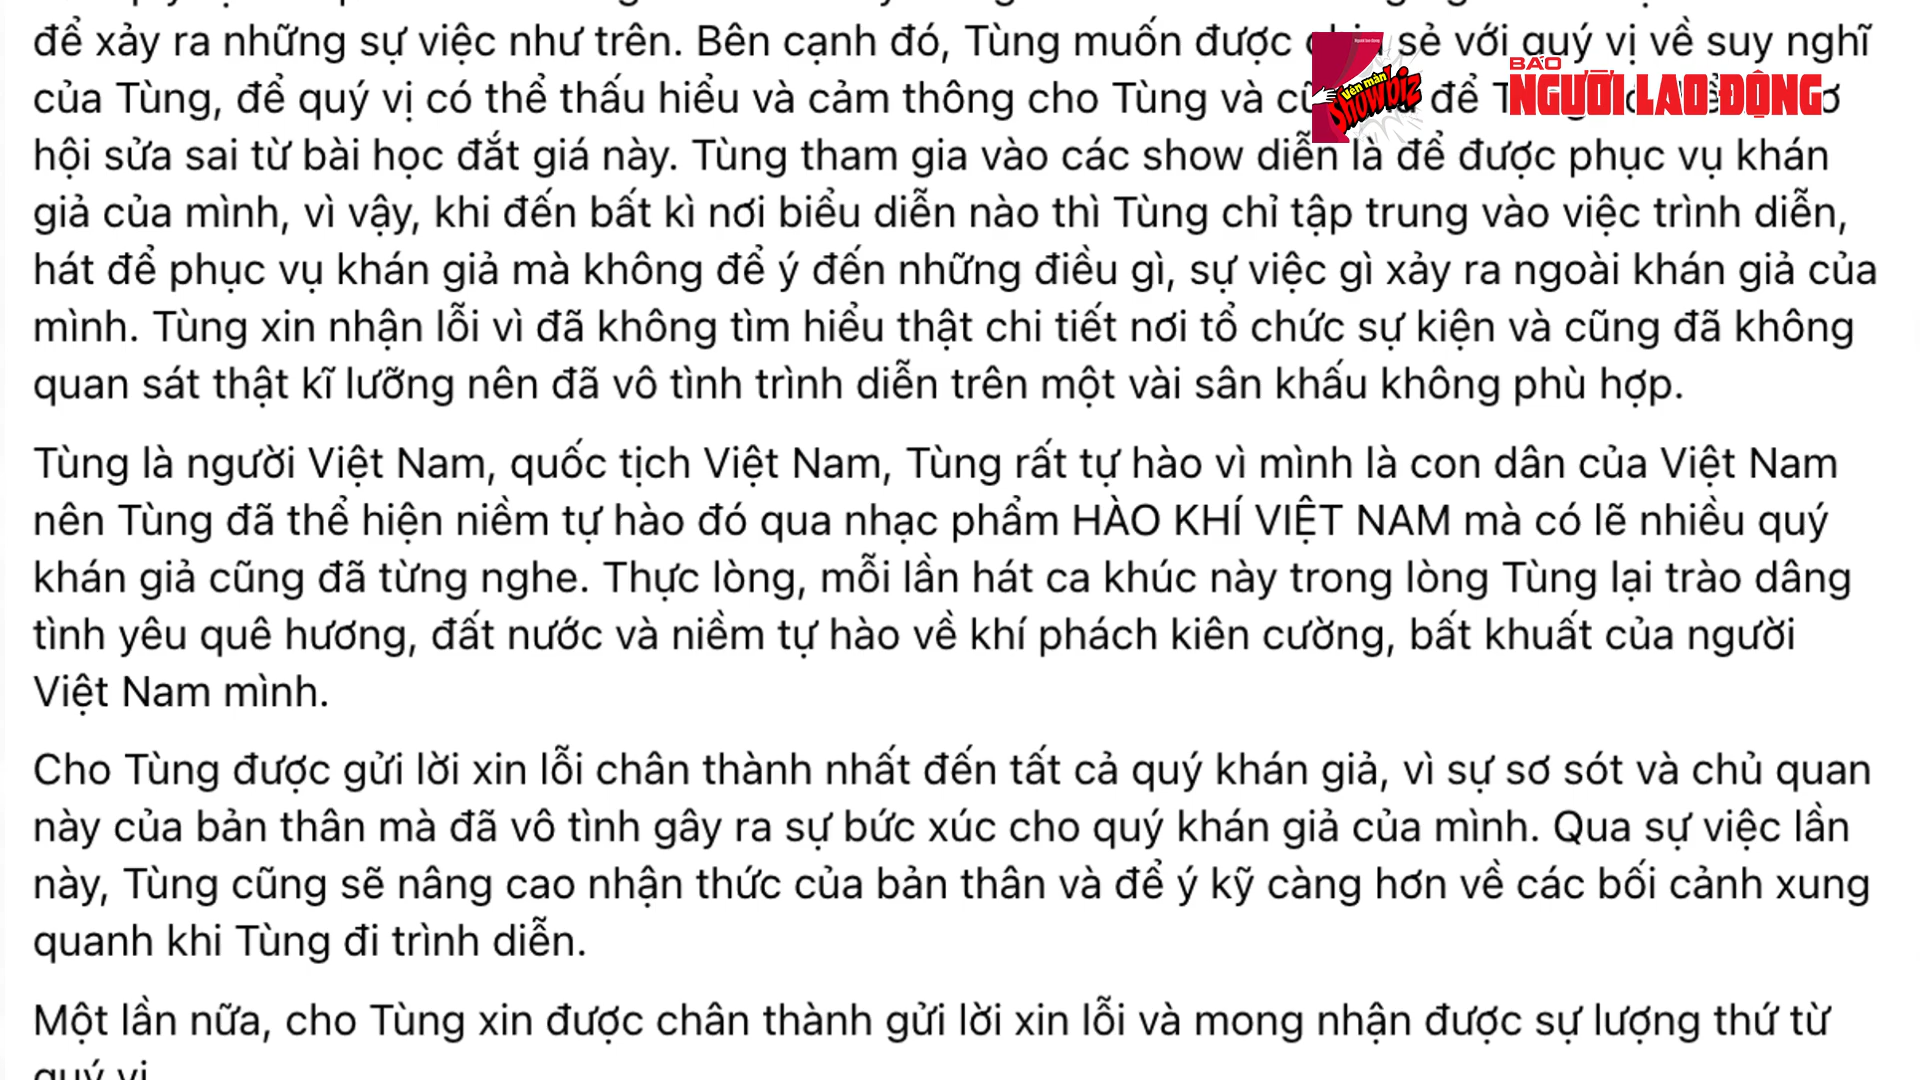 để xảy ra những sự việc như trên. Bên cạnh đó, Tùng muốn được sẻ với quý vị về suy nghĩ
của Tùng, để quý vị có thể thấu hiểu và cảm thông cho Tùng và để
hội sửa sai từ bài học đắt giá này. Tùng tham gia vào các show diễn là để được phục vụ khán
giả của mình, vì vậy, khi đến bất kì nơi biểu diễn nào thì Tùng chỉ tập trung vào việc trình diễn,
hát để phục vụ khán giả mà không để ý đến những điều gì, sự việc gì xảy ra ngoài khán giả của
mình. Tùng xin nhận lỗi vì đã không tìm hiểu thật chi tiết nơi tổ chức sự kiện và cũng đã không
quan sát thật kĩ lưỡng nên đã vô tình trình diễn trên một vài sân khấu không phù hợp.
Tùng là người Việt Nam, quốc tịch Việt Nam, Tùng rất tự hào vì mình là con dân của Việt Nam
nên Tùng đã thể hiện niềm tự hào đó qua nhạc phẩm HÀO KHÍ VIỆT NAM mà có lẽ nhiều quý
khán giả cũng đã từng nghe. Thực lòng, mỗi lần hát ca khúc này trong lòng Tùng lại trào dâng
tình yêu quê hương, đất nước và niềm tự hào về khí phách kiên cường, bất khuất của người
Việt Nam mình.
Cho Tùng được gửi lời xin lỗi chân thành nhất đến tất cả quý khán giả, vì sự sơ sót và chủ quan
này của bản thân mà đã vô tình gây ra sự bức xúc cho quý khán giả của mình. Qua sự việc lần
này, Tùng cũng sẽ nâng cao nhận thức của bản thân và để ý kỹ càng hơn về các bối cảnh xung
quanh khi Tùng đi trình diễn.
Một lần nữa, cho Tùng xin được chân thành gửi lời xin lỗi và mong nhận được sự lượng thứ từ
quý vị
Vén màn
Showbiz
BÁO
NGƯỜI LAO ĐỘNG